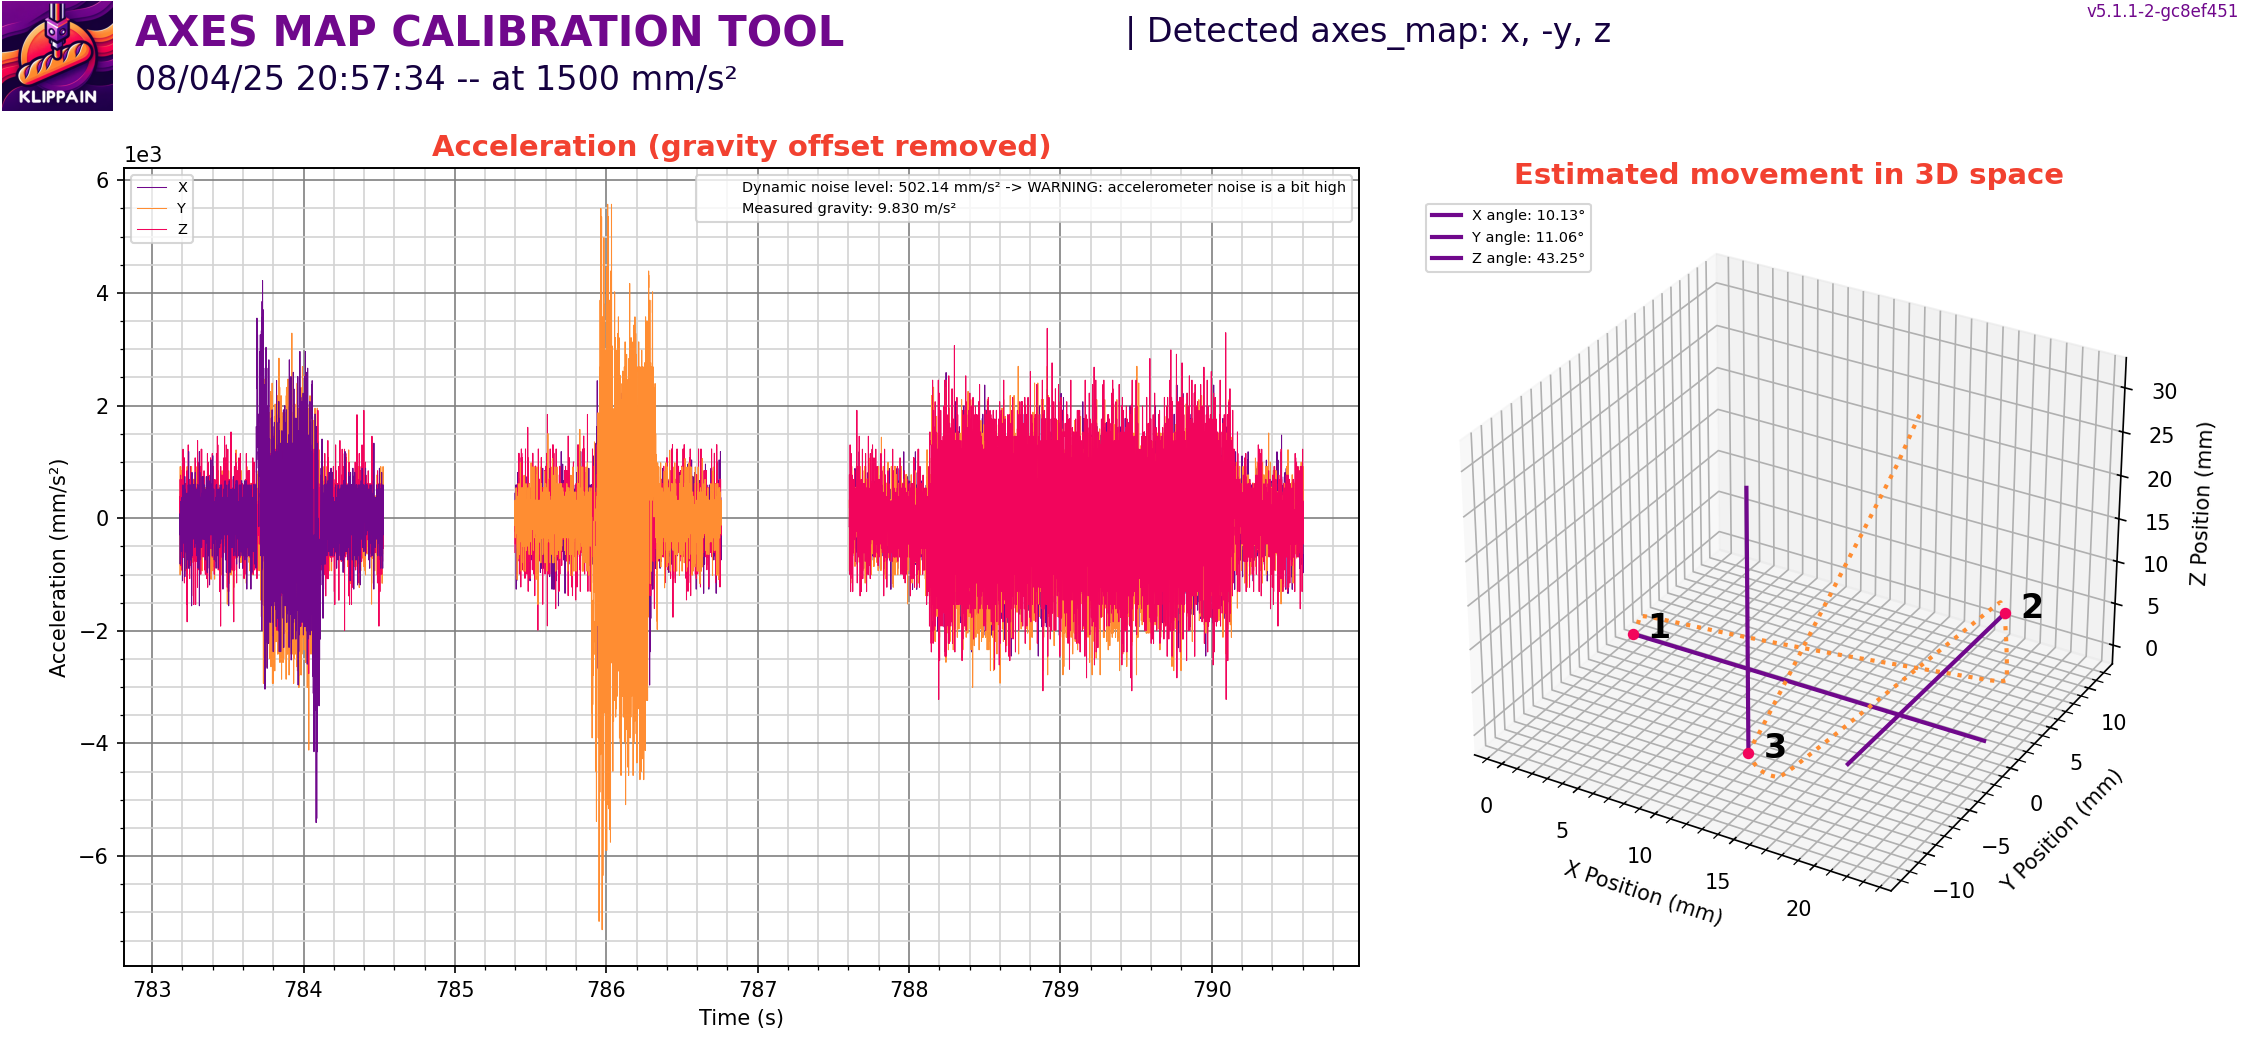 AXES MAP CALIBRATION TOOL
| Detected axes_map: x, -y, z
v5.1.1-2-gc8ef451
08/04/25 20:57:34 -- at 1500 mm/s²
KLIPPAIN
Acceleration (gravity offset removed)
1e3
X
Y
Z
Dynamic noise level: 502.14 mm/s² -> WARNING: accelerometer noise is a bit high
Measured gravity: 9.830 m/s²
6
4
2
0
−2
−4
−6
Acceleration (mm/s²)
783
784
785
786
787
788
789
790
Time (s)
Estimated movement in 3D space
X angle: 10.13°
Y angle: 11.06°
Z angle: 43.25°
1
2
3
30
25
20
15
10
5
0
Z Position (mm)
10
5
0
−5
−10
Y Position (mm)
0
5
10
15
20
X Position (mm)